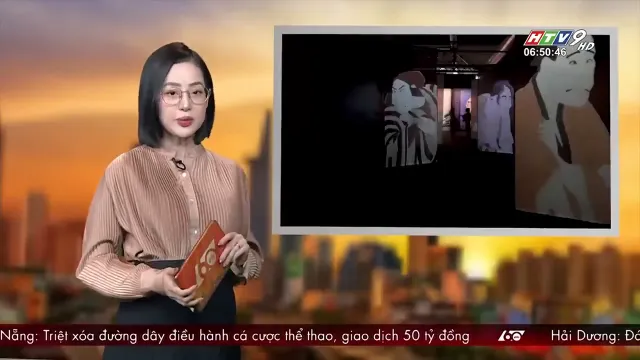 HTV9 HD
06:50:46
Nẵng: Triệt xóa đường dây điều hành cá cược thể thao, giao dịch 50 tỷ đồng
60
Hải Dương: Đá